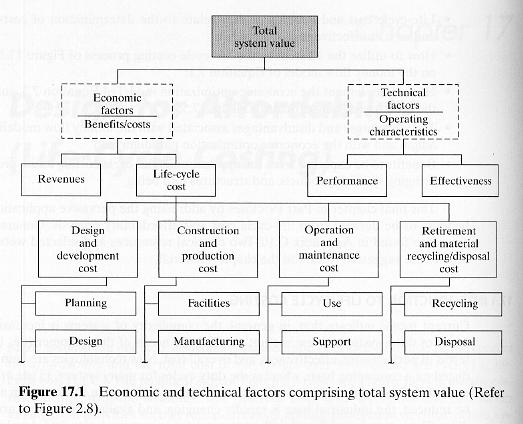 Total
system value
Economic
factors
Benefits/costs
Technical
factors
Operating
characteristics
Revenues
Life-cycle
cost
Performance
Effectiveness
Design
and
development
cost
Construction
and
production
cost
Operation
and
maintenance
cost
Retirement
and material
recycling/disposal
cost
Planning
Facilities
Use
Recycling
Design
Manufacturing
Support
Disposal
Figure 17.1 Economic and technical factors comprising total system value (Refer
to Figure 2.8).